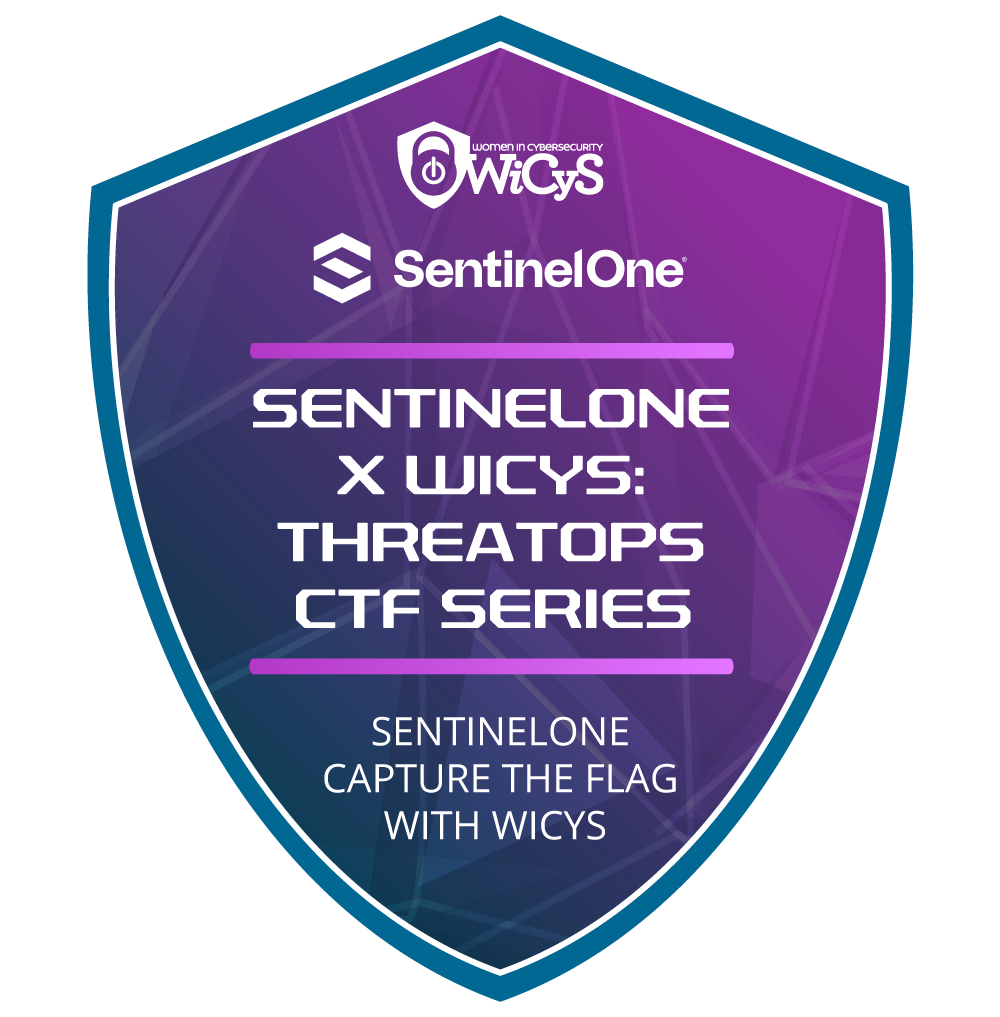 WOMEN IN CYBERSECURITY
WiCyS
SentinelOne®
SENTINELONE
X WICYS:
THREATOPS
CTF SERIES
SENTINELONE
CAPTURE THE FLAG
WITH WICYS